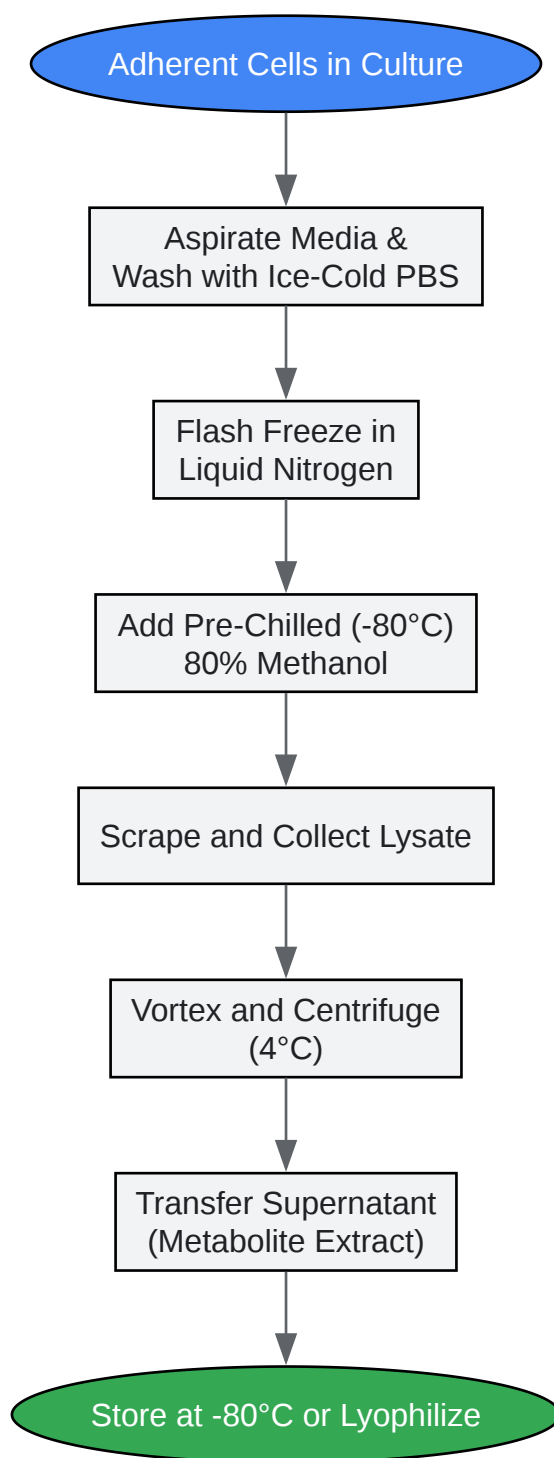 Adherent Cells in Culture
Aspirate Media &
Wash with Ice-Cold PBS
Flash Freeze in
Liquid Nitrogen
Add Pre-Chilled (-80°C)
80% Methanol
Scrape and Collect Lysate
Vortex and Centrifuge
(4°C)
Transfer Supernatant
(Metabolite Extract)
Store at -80°C or Lyophilize